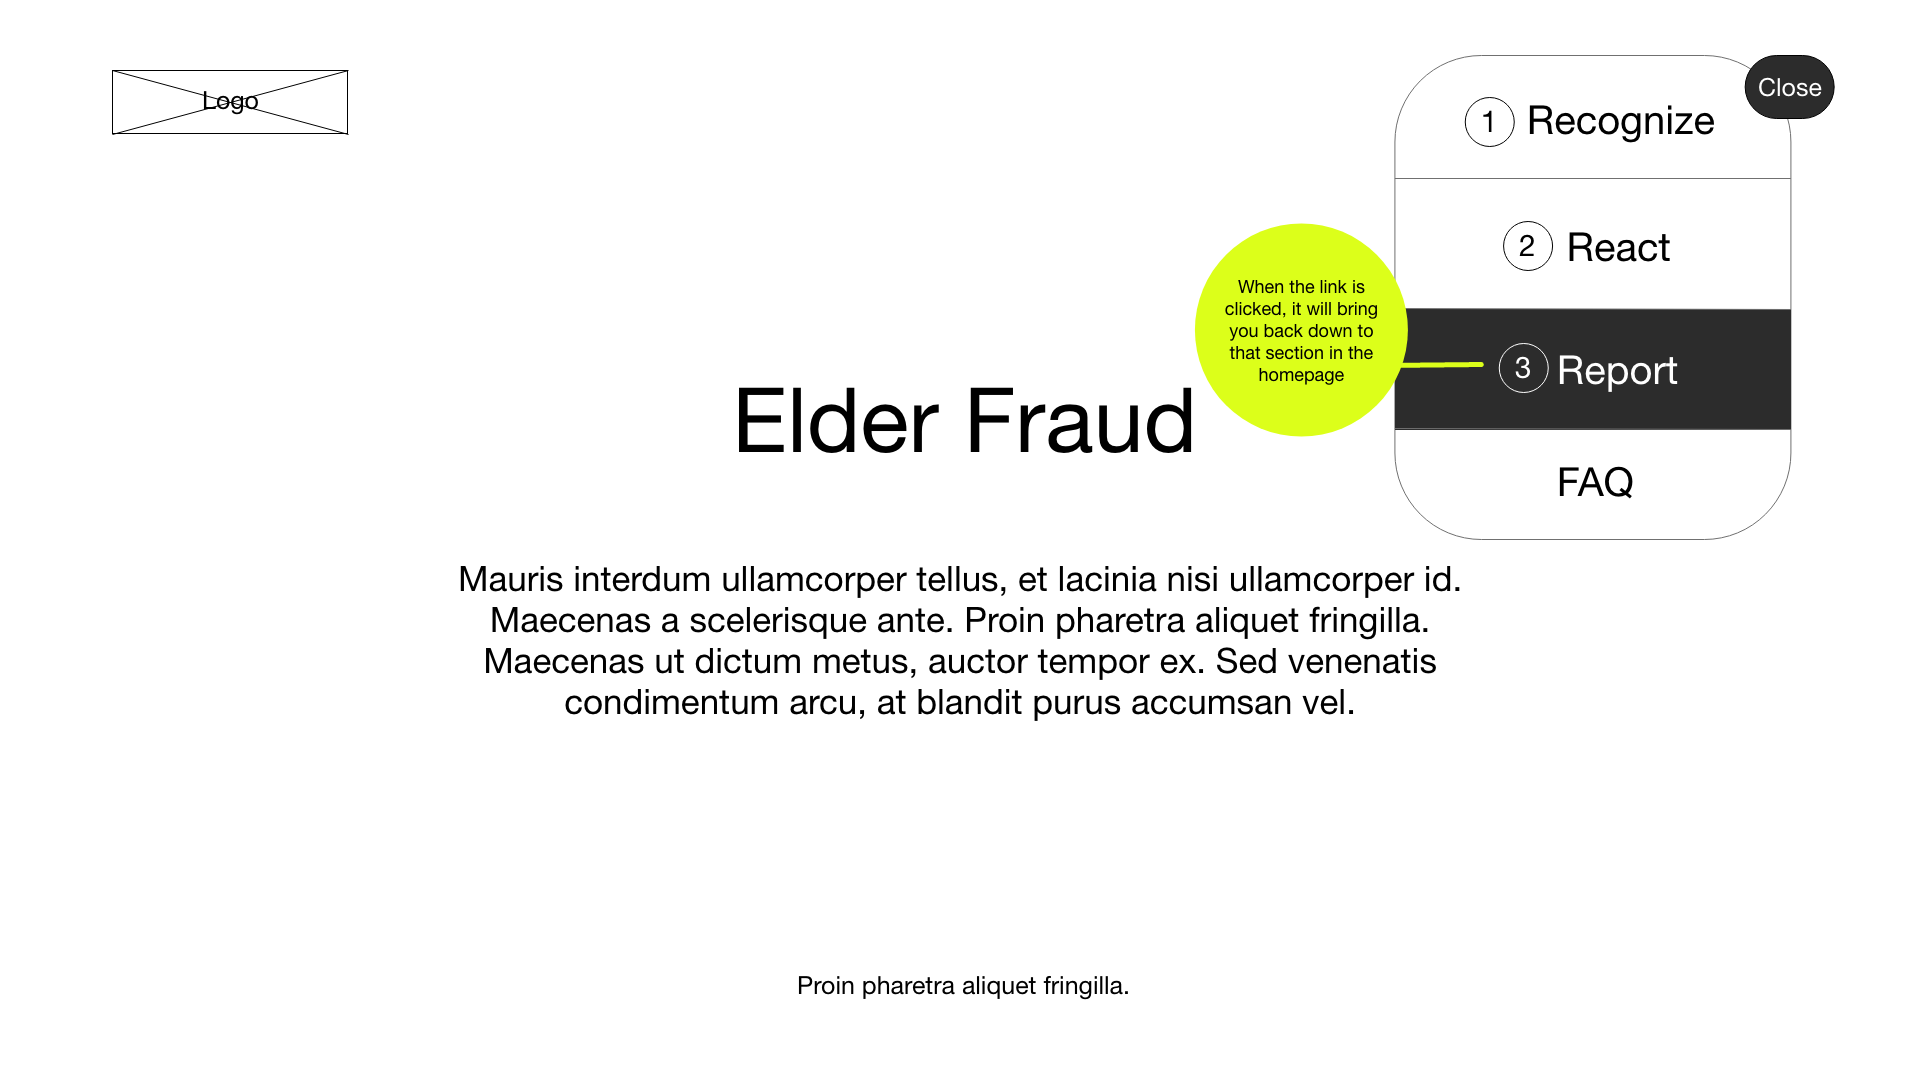 Logo
Close
1 Recognize
2 React
3 Report
FAQ
When the link is
clicked, it will bring
you back down to
that section in the
homepage
Elder Fraud
Mauris interdum ullamcorper tellus, et lacinia nisi ullamcorper id.
Maecenas a scelerisque ante. Proin pharetra aliquet fringilla.
Maecenas ut dictum metus, auctor tempor ex. Sed venenatis
condimentum arcu, at blandit purus accumsan vel.
Proin pharetra aliquet fringilla.